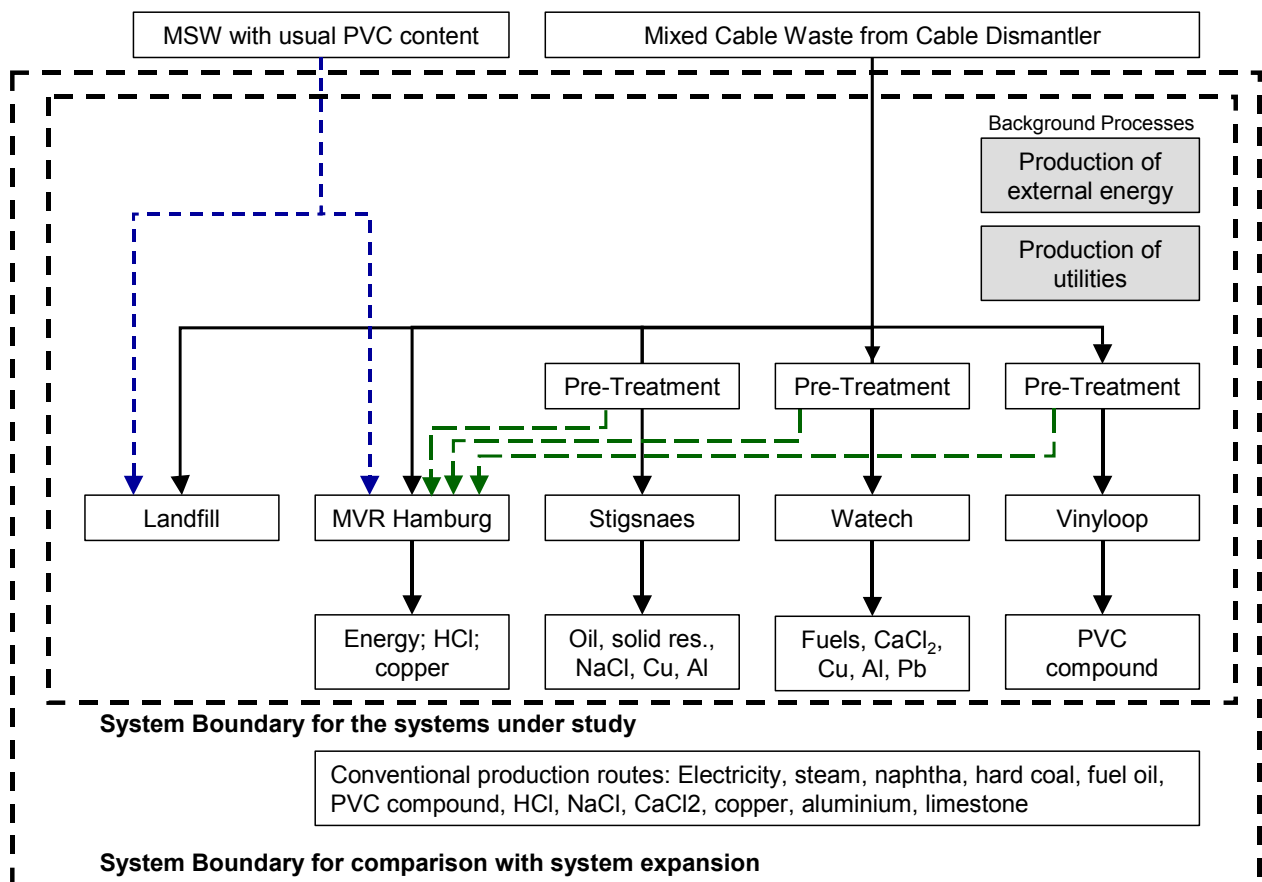 MSW with usual PVC content
Mixed Cable Waste from Cable Dismantler
Background Processes
Production of
external energy
Production of
utilities
Pre-Treatment
Pre-Treatment
Pre-Treatment
Landfill
MVR Hamburg
Stigsnaes
Watech
Vinyloop
Energy; HCl;
copper
Oil, solid res.,
NaCl, Cu, Al
Fuels, CaCl₂,
Cu, Al, Pb
PVC
compound
System Boundary for the systems under study
Conventional production routes: Electricity, steam, naphtha, hard coal, fuel oil,
PVC compound, HCl, NaCl, CaCl2, copper, aluminium, limestone
System Boundary for comparison with system expansion